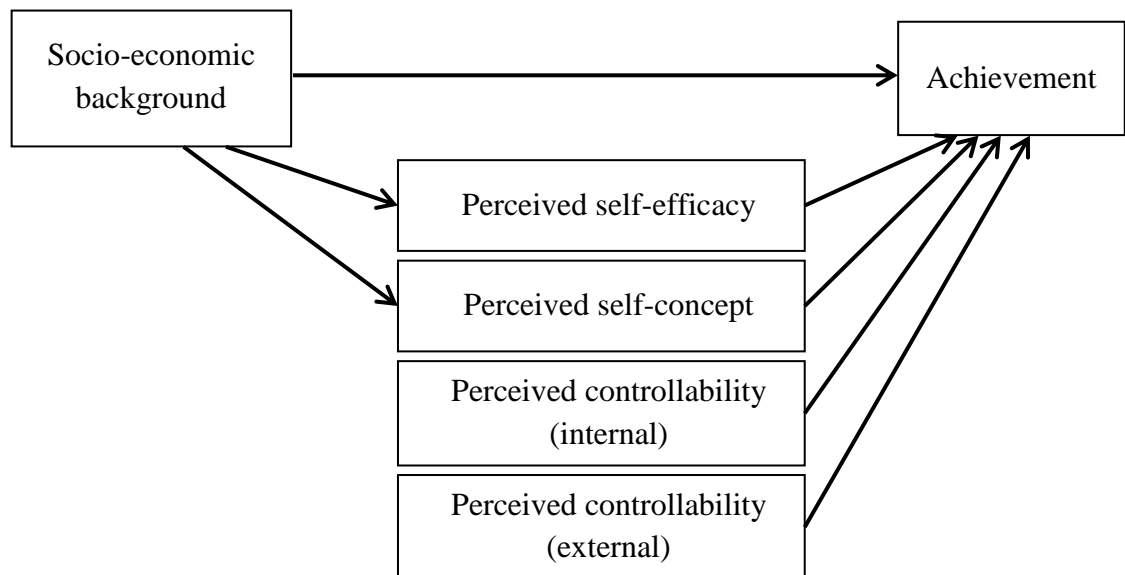 Socio-economic
background
Achievement
Perceived self-efficacy
Perceived self-concept
Perceived controllability
(internal)
Perceived controllability
(external)